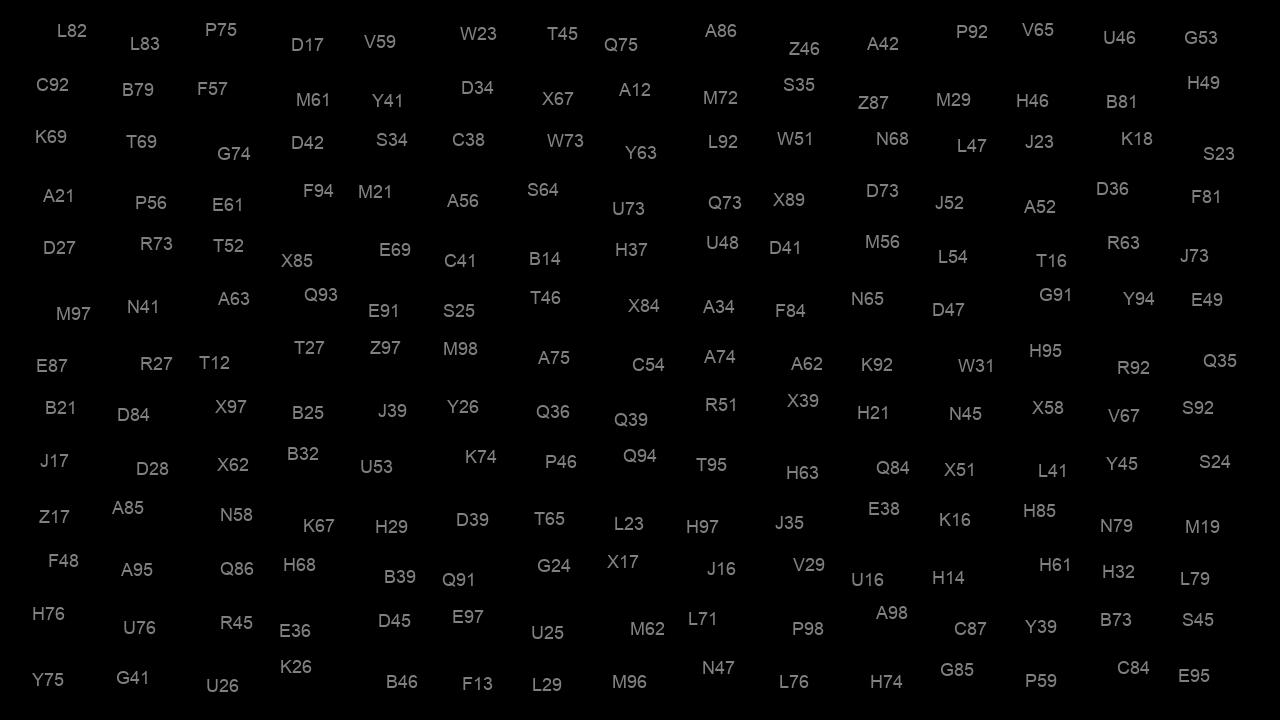 L82 L83 P75 D17 V59 W23 T45 Q75 A86 Z46 A42 P92 V65 U46 G53
C92 B79 F57 M61 Y41 D34 X67 A12 M72 S35 Z87 M29 H46 B81 H49
K69 T69 G74 D42 S34 C38 W73 Y63 L92 W51 N68 L47 J23 K18 S23
A21 P56 E61 F94 M21 A56 S64 U73 Q73 X89 D73 J52 A52 D36 F81
D27 R73 T52 X85 E69 C41 B14 H37 U48 D41 M56 L54 T16 R63 J73
M97 N41 A63 Q93 E91 S25 T46 X84 A34 F84 N65 D47 G91 Y94 E49
E87 R27 T12 T27 Z97 M98 A75 C54 A74 A62 K92 W31 H95 R92 Q35
B21 D84 X97 B25 J39 Y26 Q36 Q39 R51 X39 H21 N45 X58 V67 S92
J17 D28 X62 B32 U53 K74 P46 Q94 T95 H63 Q84 X51 L41 Y45 S24
Z17 A85 N58 K67 H29 D39 T65 L23 H97 J35 E38 K16 H85 N79 M19
F48 A95 Q86 H68 B39 Q91 G24 X17 J16 V29 U16 H14 H61 H32 L79
H76 U76 R45 E36 D45 E97 U25 M62 L71 P98 A98 C87 Y39 B73 S45
Y75 G41 U26 K26 B46 F13 L29 M96 N47 L76 H74 G85 P59 C84 E95